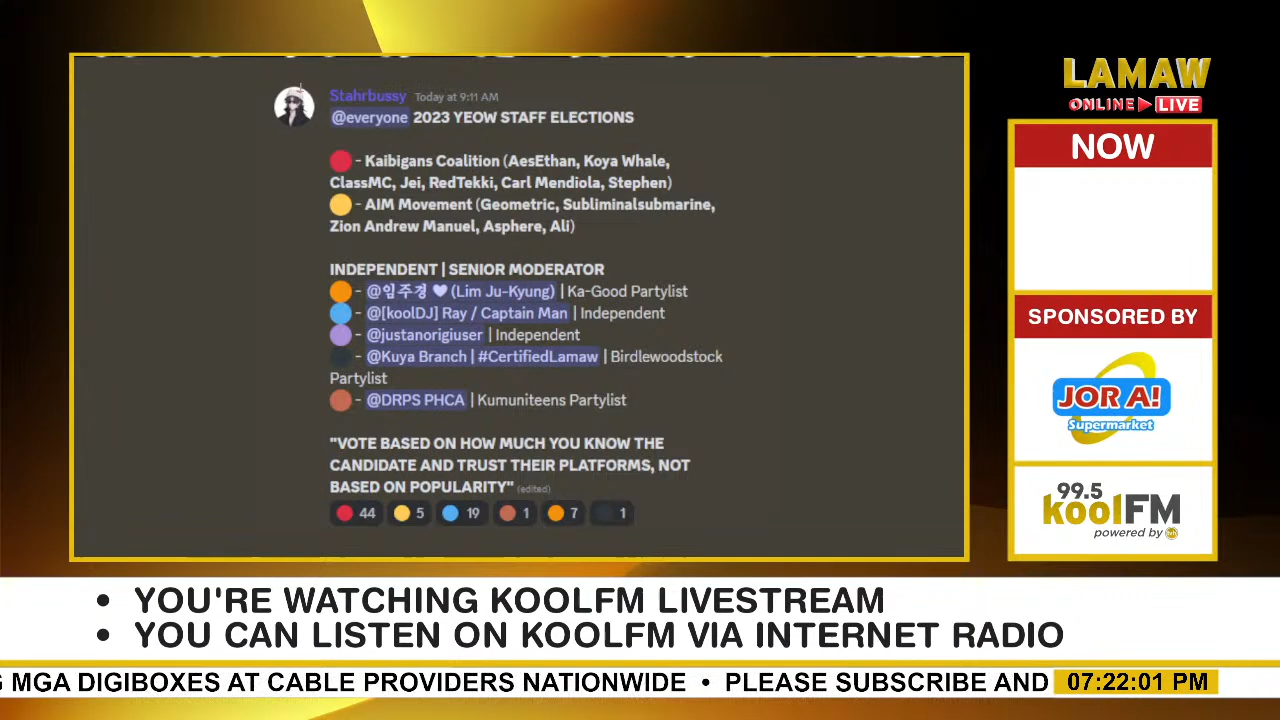 Stahrbussy Today at 9:11 AM
@everyone 2023 YEOW STAFF ELECTIONS
- Kaibigans Coalition (AesEthan, Koya Whale,
ClassMC, Jei, RedTekki, Carl Mendiola, Stephen)
- AIM Movement (Geometric, Subliminalsubmarine,
Zion Andrew Manuel, Asphere, Ali)
INDEPENDENT | SENIOR MODERATOR
- @임주경 🤍 (Lim Ju-Kyung) | Ka-Good Partylist
- @[koolDJ] Ray / Captain Man | Independent
- @justanorigiuser | Independent
- @Kuya Branch | #CertifiedLamaw | Birdlewoodstock
Partylist
- @DRPS PHCA | Kumuniteens Partylist
"VOTE BASED ON HOW MUCH YOU KNOW THE
CANDIDATE AND TRUST THEIR PLATFORMS, NOT
BASED ON POPULARITY" (edited)
44 5 19 1 7 1
LAMAW
ONLINE LIVE
NOW
SPONSORED BY
JOR A!
Supermarket
99.5
koolFM
powered by
• YOU'RE WATCHING KOOLFM LIVESTREAM
• YOU CAN LISTEN ON KOOLFM VIA INTERNET RADIO
G MGA DIGIBOXES AT CABLE PROVIDERS NATIONWIDE • PLEASE SUBSCRIBE AND 07:22:01 PM